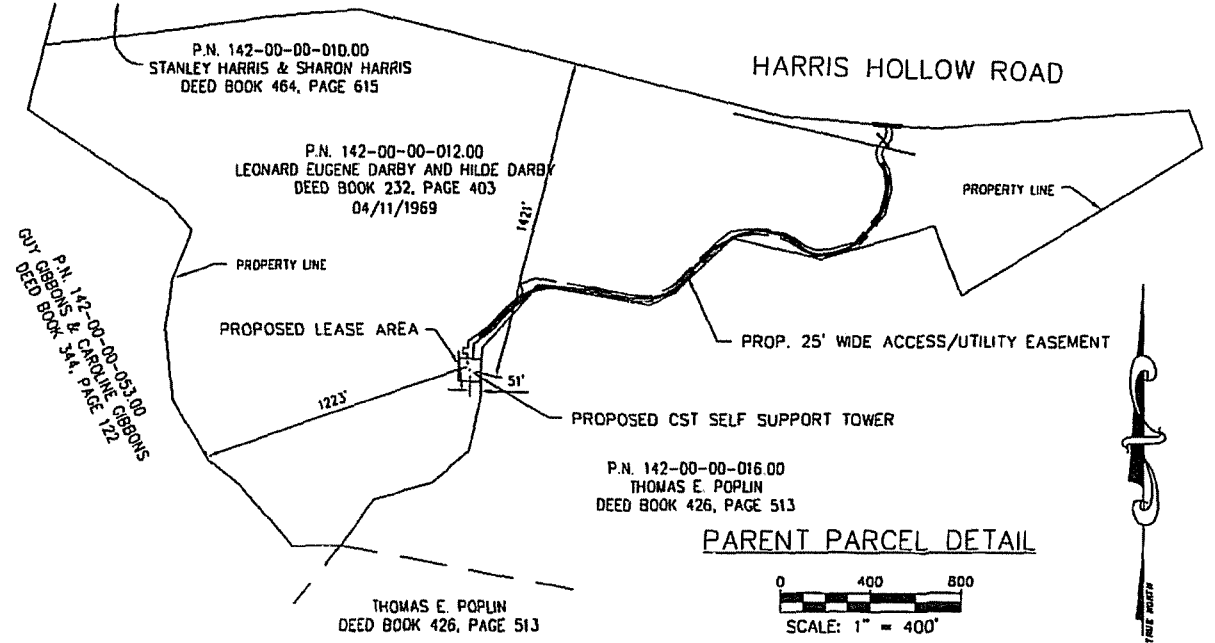 P.N. 142-00-00-010.00
STANLEY HARRIS & SHARON HARRIS
DEED BOOK 464, PAGE 615
HARRIS HOLLOW ROAD
P.N. 142-00-00-012.00
LEONARD EUGENE DARBY AND HILDE DARBY
DEED BOOK 232, PAGE 403
04/11/1969
1421'
PROPERTY LINE
P.N. 142-00-00-053.00
GUY GIBBONS & CAROLINE GIBBONS
DEED BOOK 344, PAGE 122
PROPERTY LINE
PROPOSED LEASE AREA
PROP. 25' WIDE ACCESS/UTILITY EASEMENT
51'
1223'
PROPOSED CST SELF SUPPORT TOWER
P.N. 142-00-00-016.00
THOMAS E. POPLIN
DEED BOOK 426, PAGE 513
PARENT PARCEL DETAIL
0 400 800
SCALE: 1" = 400'
TRUE NORTH
THOMAS E. POPLIN
DEED BOOK 426, PAGE 513